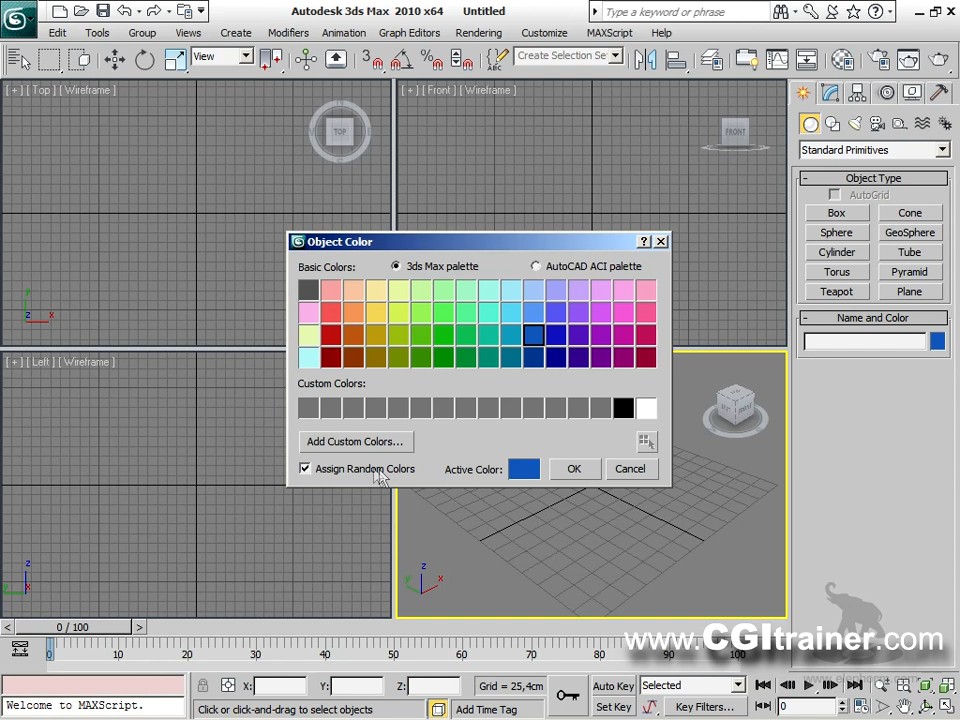 Autodesk 3ds Max 2010 x64 Untitled
Type a keyword or phrase
Edit Tools Group Views Create Modifiers Animation Graph Editors Rendering Customize MAXScript Help
View
3
Create Selection Se
ABC
[ + ] [ Top ] [ Wireframe ]
[ + ] [ Front ] [ Wireframe ]
TOP
FRONT
Standard Primitives
- Object Type
AutoGrid
Box Cone
Sphere GeoSphere
Cylinder Tube
Torus Pyramid
Teapot Plane
- Name and Color
Object Color
Basic Colors: 3ds Max palette AutoCAD ACI palette
Custom Colors:
Add Custom Colors...
Assign Random Colors Active Color: OK Cancel
y
z x
[ + ] [ Left ] [ Wireframe ]
z
y x
z
y x
0 / 100
0 10 20 30 40 50 60 70 80 90 100
www.CGItrainer.com
X: Y: Z: Grid = 25,4cm Auto Key Selected
Set Key Key Filters... 0
Welcome to MAXScript.
Click or click-and-drag to select objects Add Time Tag